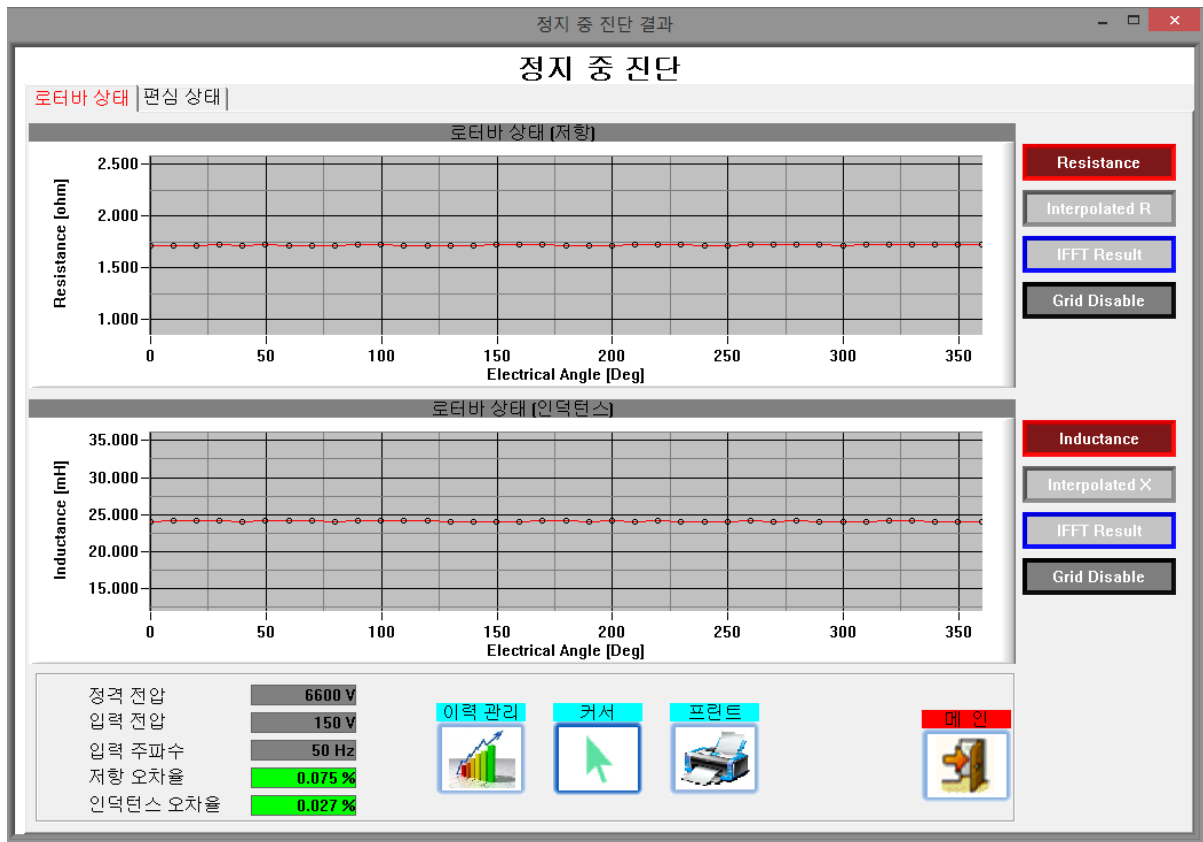 정지 중 진단 결과
정지 중 진단
로터바 상태 편심 상태
로터바 상태 (저항)
2.500
2.000
1.500
1.000
Resistance [ohm]
0 50 100 150 200 250 300 350
Electrical Angle [Deg]
Resistance
Interpolated R
IFFT Result
Grid Disable
로터바 상태 (인덕턴스)
35.000
30.000
25.000
20.000
15.000
Inductance [mH]
0 50 100 150 200 250 300 350
Electrical Angle [Deg]
Inductance
Interpolated X
IFFT Result
Grid Disable
정격 전압 6600 V
입력 전압 150 V
입력 주파수 50 Hz
저항 오차율 0.075 %
인덕턴스 오차율 0.027 %
이력 관리 커서 프린트 메 인